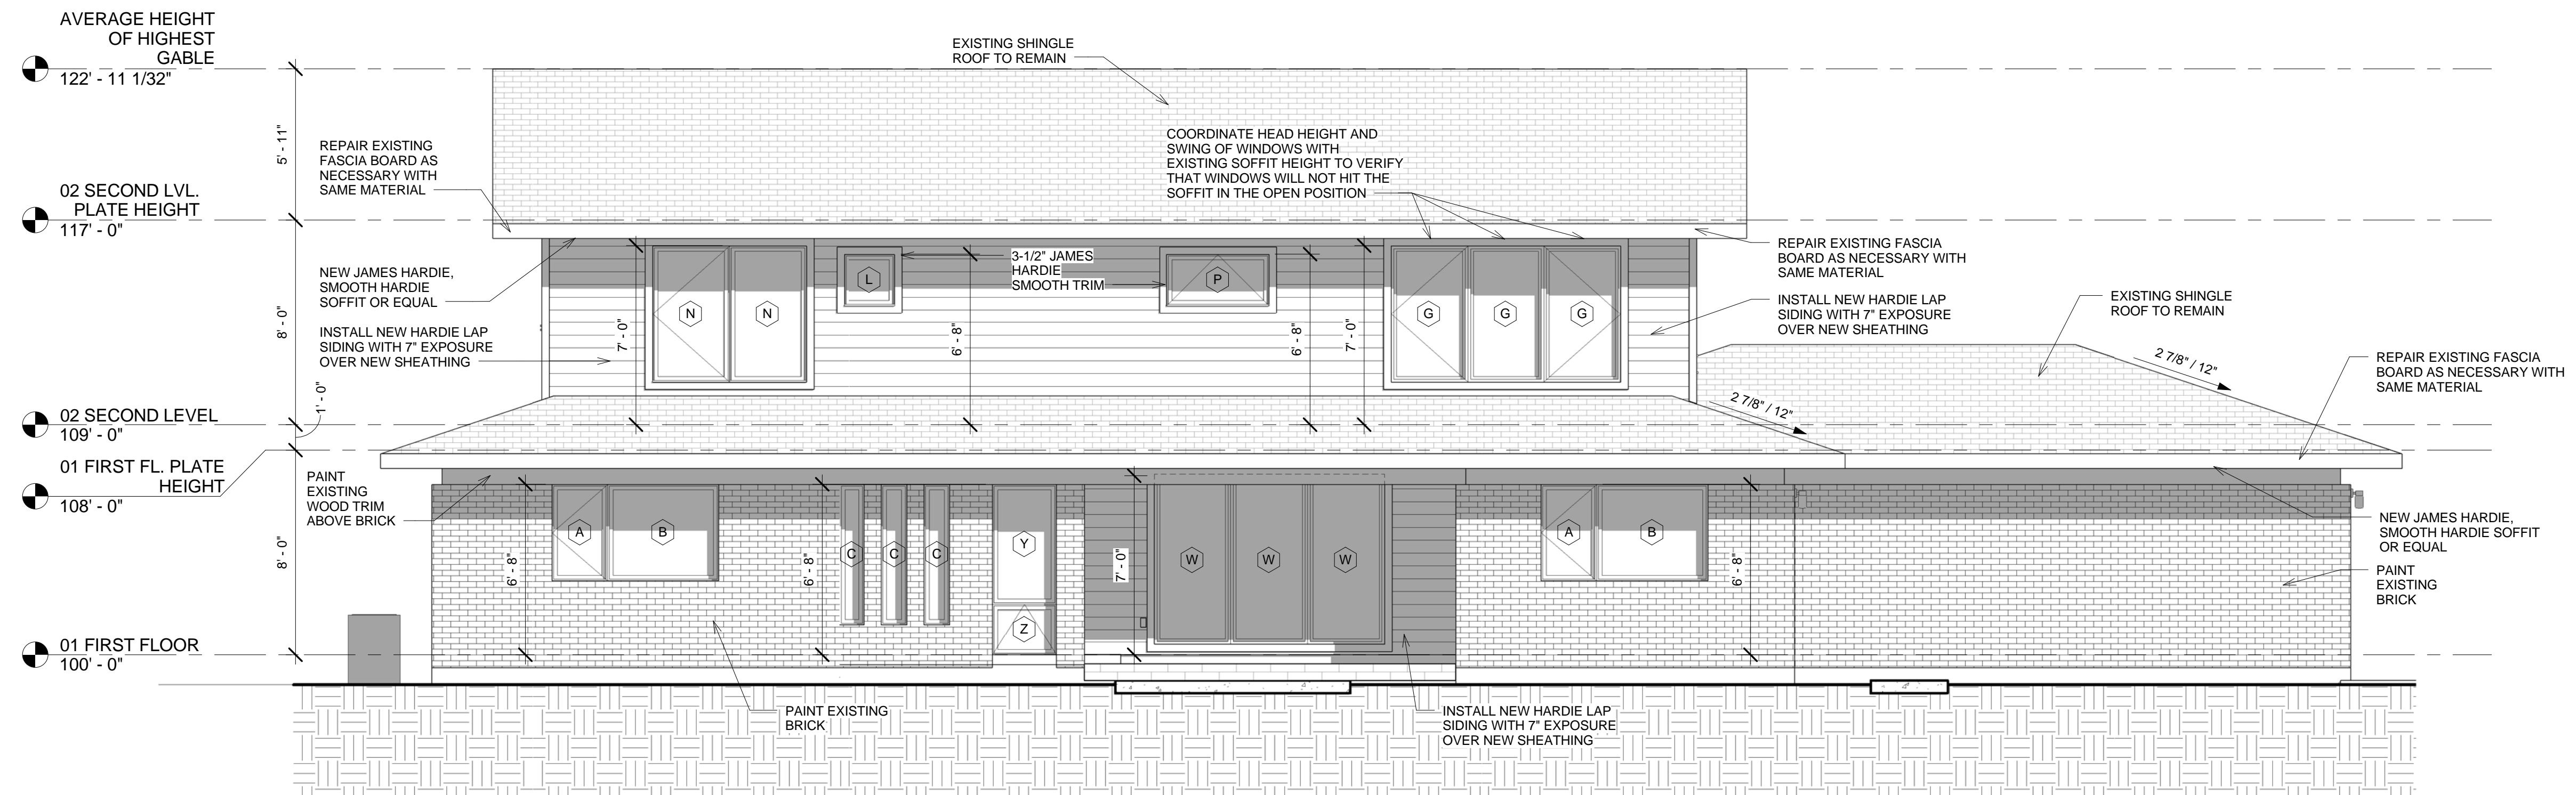 AVERAGE HEIGHT
OF HIGHEST
GABLE
122' - 11 1/32"
02 SECOND LVL.
PLATE HEIGHT
117' - 0"
02 SECOND LEVEL
109' - 0"
01 FIRST FL. PLATE
HEIGHT
108' - 0"
01 FIRST FLOOR
100' - 0"
5' - 11"
8' - 0"
1' - 0"
8' - 0"
EXISTING SHINGLE
ROOF TO REMAIN
REPAIR EXISTING
FASCIA BOARD AS
NECESSARY WITH
SAME MATERIAL
COORDINATE HEAD HEIGHT AND
SWING OF WINDOWS WITH
EXISTING SOFFIT HEIGHT TO VERIFY
THAT WINDOWS WILL NOT HIT THE
SOFFIT IN THE OPEN POSITION
NEW JAMES HARDIE,
SMOOTH HARDIE
SOFFIT OR EQUAL
INSTALL NEW HARDIE LAP
SIDING WITH 7" EXPOSURE
OVER NEW SHEATHING
7' - 0"
N
N
L
6' - 8"
3-1/2" JAMES
HARDIE
SMOOTH TRIM
P
6' - 8"
7' - 0"
G
G
G
REPAIR EXISTING FASCIA
BOARD AS NECESSARY WITH
SAME MATERIAL
INSTALL NEW HARDIE LAP
SIDING WITH 7" EXPOSURE
OVER NEW SHEATHING
EXISTING SHINGLE
ROOF TO REMAIN
2 7/8" / 12"
2 7/8" / 12"
REPAIR EXISTING FASCIA
BOARD AS NECESSARY WITH
SAME MATERIAL
PAINT
EXISTING
WOOD TRIM
ABOVE BRICK
6' - 8"
A
B
6' - 8"
C
C
C
Y
Z
7' - 0"
W
W
W
A
B
6' - 8"
NEW JAMES HARDIE,
SMOOTH HARDIE SOFFIT
OR EQUAL
PAINT
EXISTING
BRICK
PAINT EXISTING
BRICK
INSTALL NEW HARDIE LAP
SIDING WITH 7" EXPOSURE
OVER NEW SHEATHING